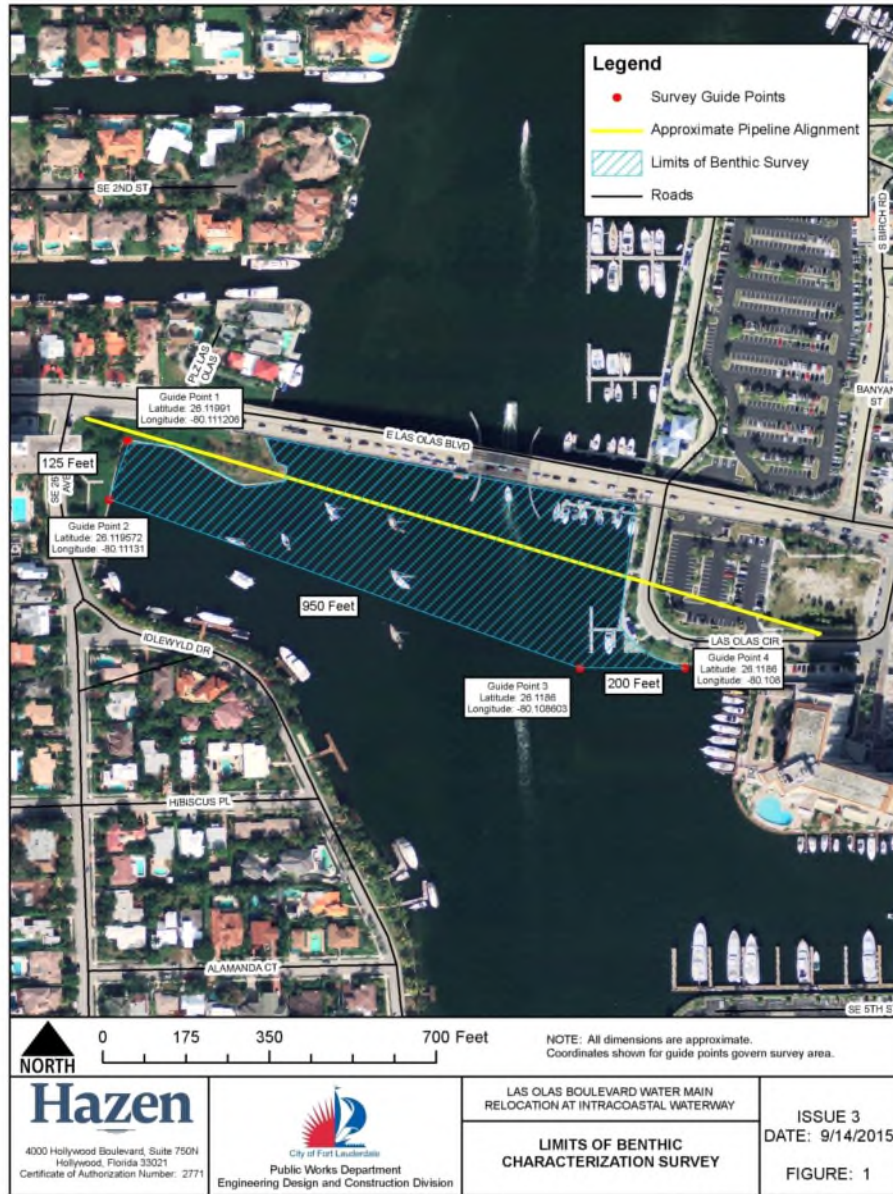 Legend
Survey Guide Points
Approximate Pipeline Alignment
Limits of Benthic Survey
Roads
SE 2ND ST
S BIRCH RD
PLZ LAS
OLAS
BANYAN
ST
Guide Point 1
Latitude: 26.11991
Longitude: -80.111206
E LAS OLAS BLVD
125 Feet
AVE
Guide Point 2
Latitude: 26.119572
Longitude: -80.11131
950 Feet
IDLEWYLD DR
LAS OLAS CIR
Guide Point 3
Latitude: 26.1186
Longitude: -80.108603
200 Feet
Guide Point 4
Latitude: 26.1186
Longitude: -80.108
HIBISCUS PL
ALAMANDA CT
SE 5TH ST
NORTH
0 175 350 700 Feet
NOTE: All dimensions are approximate.
Coordinates shown for guide points govern survey area.
Hazen
4000 Hollywood Boulevard, Suite 750N
Hollywood, Florida 33021
Certificate of Authorization Number: 2771
City of Fort Lauderdale
Public Works Department
Engineering Design and Construction Division
LAS OLAS BOULEVARD WATER MAIN
RELOCATION AT INTRACOASTAL WATERWAY
LIMITS OF BENTHIC
CHARACTERIZATION SURVEY
ISSUE 3
DATE: 9/14/2015
FIGURE: 1